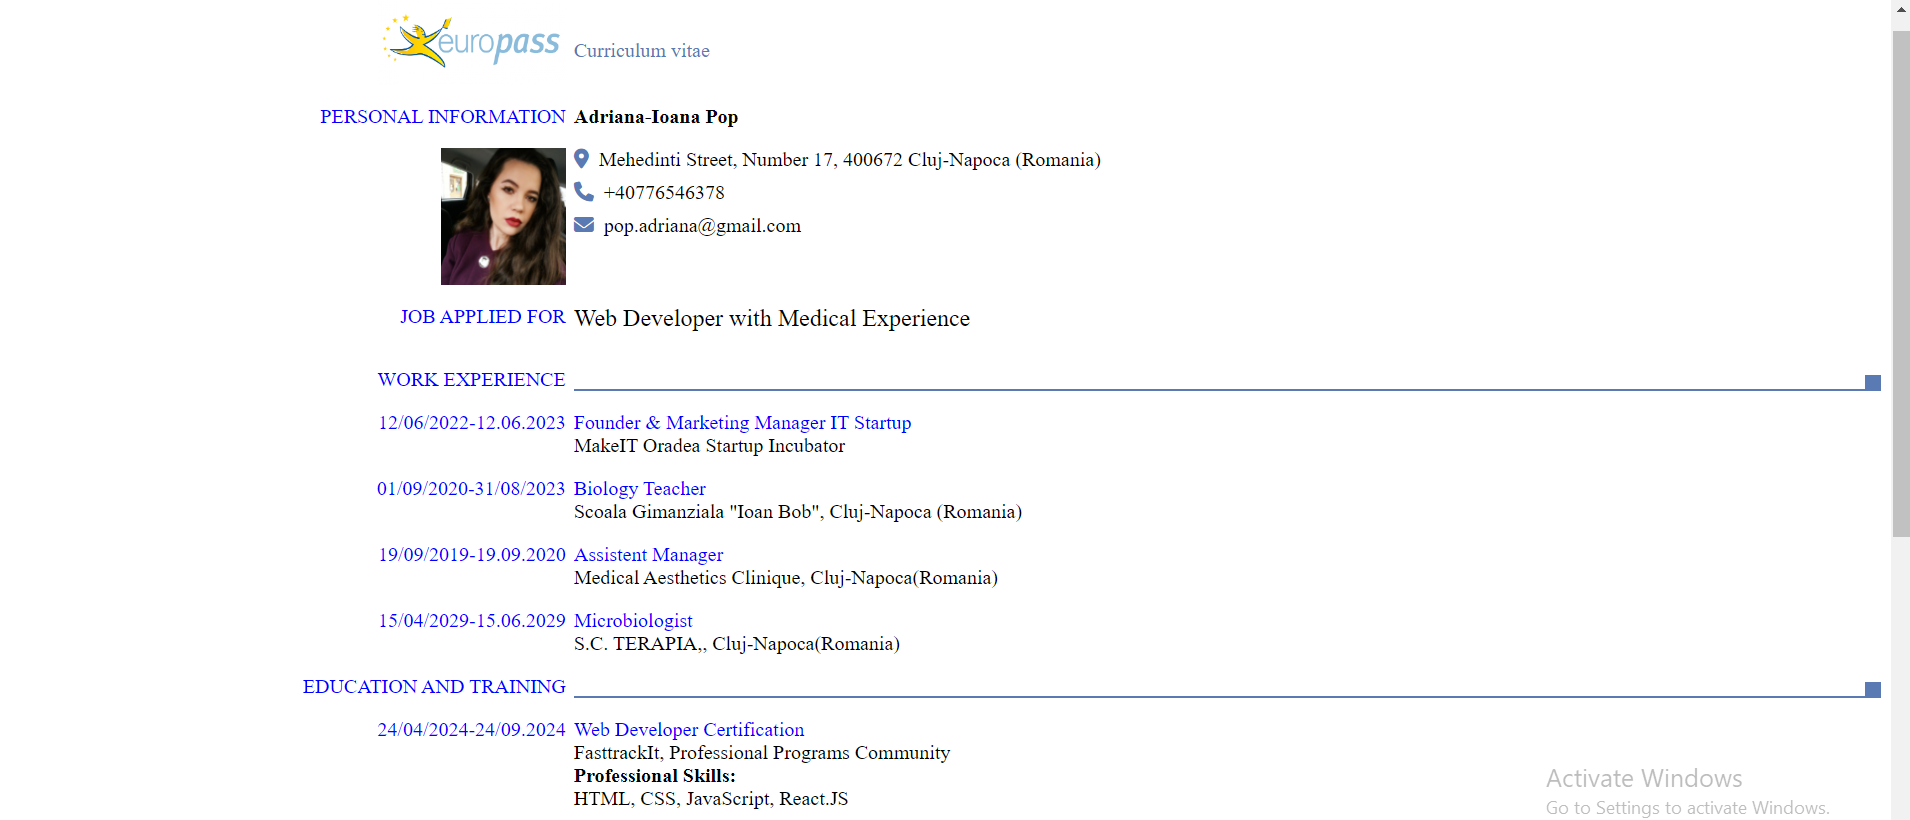 europass Curriculum vitae
PERSONAL INFORMATION Adriana-Ioana Pop
Mehedinti Street, Number 17, 400672 Cluj-Napoca (Romania)
+40776546378
pop.adriana@gmail.com
JOB APPLIED FOR Web Developer with Medical Experience
WORK EXPERIENCE
12/06/2022-12.06.2023 Founder & Marketing Manager IT Startup
MakeIT Oradea Startup Incubator
01/09/2020-31/08/2023 Biology Teacher
Scoala Gimanziala "Ioan Bob", Cluj-Napoca (Romania)
19/09/2019-19.09.2020 Assistent Manager
Medical Aesthetics Clinique, Cluj-Napoca(Romania)
15/04/2029-15.06.2029 Microbiologist
S.C. TERAPIA,, Cluj-Napoca(Romania)
EDUCATION AND TRAINING
24/04/2024-24/09.2024 Web Developer Certification
FasttrackIt, Professional Programs Community
Professional Skills:
HTML, CSS, JavaScript, React.JS
Activate Windows
Go to Settings to activate Windows.